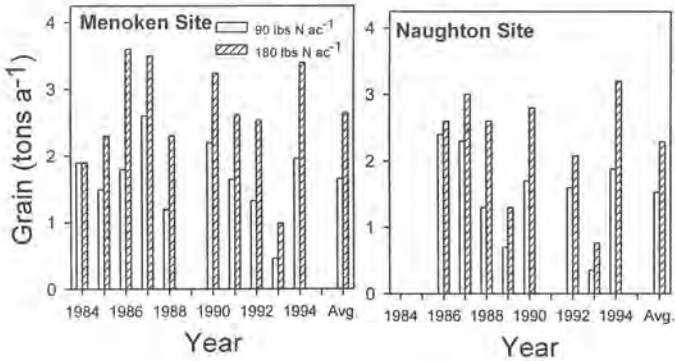 Menoken Site
90 lbs N ac⁻¹
180 lbs N ac⁻¹
Grain (tons a⁻¹)
4
3
2
1
0
1984 1986 1988 1990 1992 1994 Avg.
Year
Naughton Site
4
3
2
1
0
1984 1986 1988 1990 1992 1994 Avg.
Year